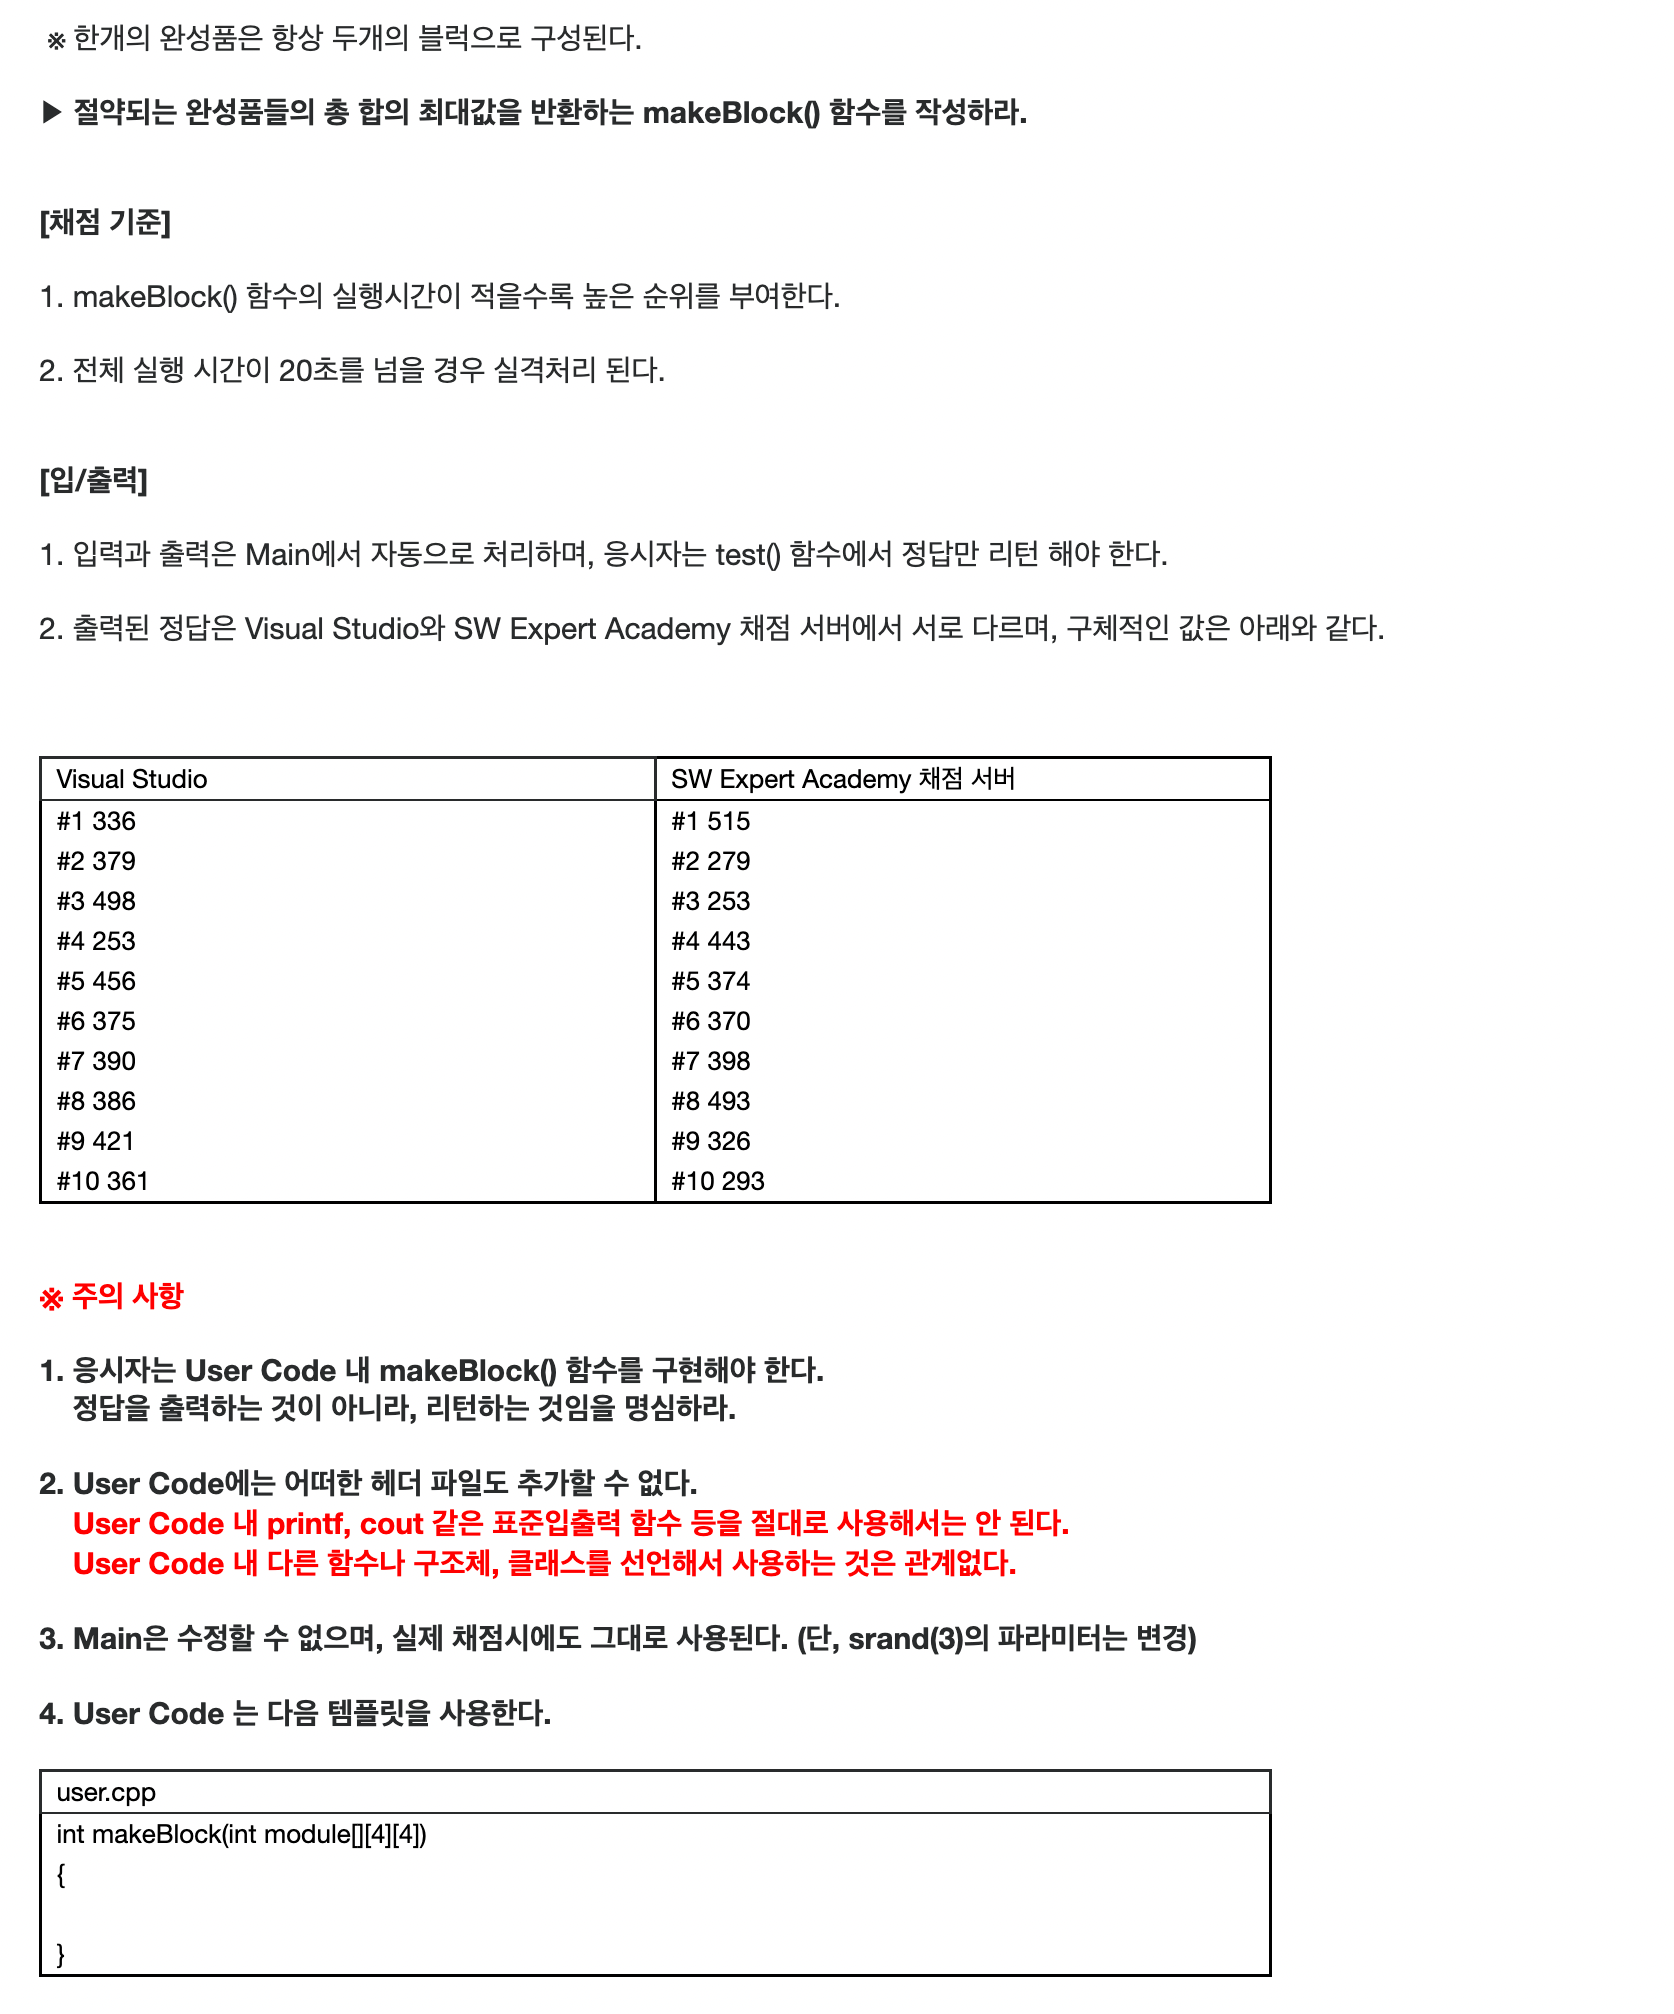 ※ 한개의 완성품은 항상 두개의 블럭으로 구성된다.
▶ 절약되는 완성품들의 총 합의 최대값을 반환하는 makeBlock() 함수를 작성하라.
[채점 기준]
1. makeBlock() 함수의 실행시간이 적을수록 높은 순위를 부여한다.
2. 전체 실행 시간이 20초를 넘을 경우 실격처리 된다.
[입/출력]
1. 입력과 출력은 Main에서 자동으로 처리하며, 응시자는 test() 함수에서 정답만 리턴 해야 한다.
2. 출력된 정답은 Visual Studio와 SW Expert Academy 채점 서버에서 서로 다르며, 구체적인 값은 아래와 같다.
Visual Studio SW Expert Academy 채점 서버
#1 336 #1 515
#2 379 #2 279
#3 498 #3 253
#4 253 #4 443
#5 456 #5 374
#6 375 #6 370
#7 390 #7 398
#8 386 #8 493
#9 421 #9 326
#10 361 #10 293
※ 주의 사항
1. 응시자는 User Code 내 makeBlock() 함수를 구현해야 한다.
정답을 출력하는 것이 아니라, 리턴하는 것임을 명심하라.
2. User Code에는 어떠한 헤더 파일도 추가할 수 없다.
User Code 내 printf, cout 같은 표준입출력 함수 등을 절대로 사용해서는 안 된다.
User Code 내 다른 함수나 구조체, 클래스를 선언해서 사용하는 것은 관계없다.
3. Main은 수정할 수 없으며, 실제 채점시에도 그대로 사용된다. (단, srand(3)의 파라미터는 변경)
4. User Code 는 다음 템플릿을 사용한다.
user.cpp
int makeBlock(int module[][4][4])
{
}